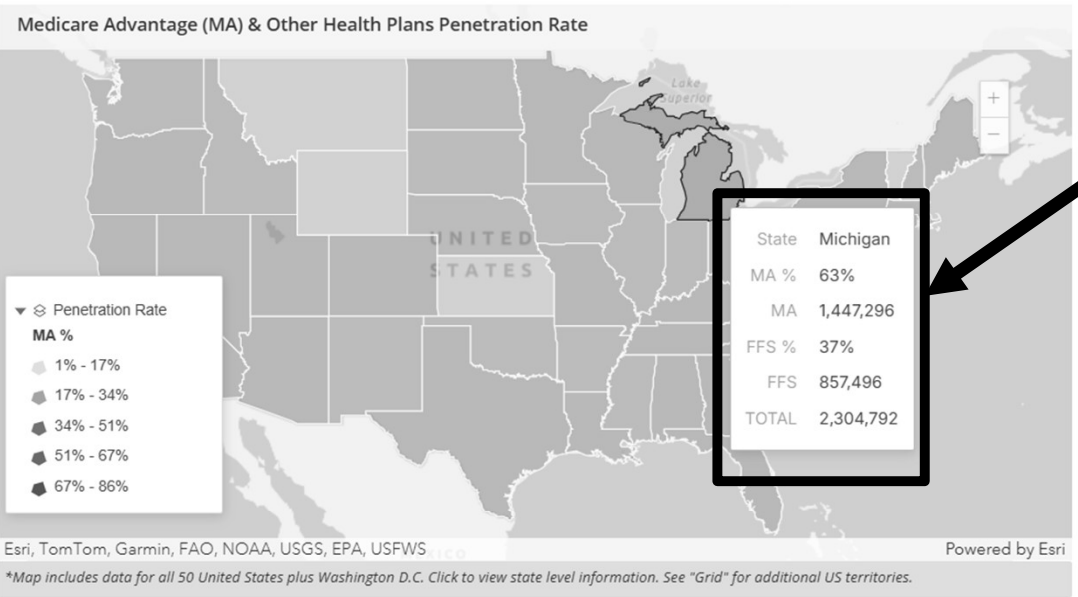 Medicare Advantage (MA) & Other Health Plans Penetration Rate
Lake
Superior
+
−
UNITED
STATES
State Michigan
MA % 63%
MA 1,447,296
FFS % 37%
FFS 857,496
TOTAL 2,304,792
Penetration Rate
MA %
1% - 17%
17% - 34%
34% - 51%
51% - 67%
67% - 86%
Esri, TomTom, Garmin, FAO, NOAA, USGS, EPA, USFWS
Powered by Esri
*Map includes data for all 50 United States plus Washington D.C. Click to view state level information. See "Grid" for additional US territories.